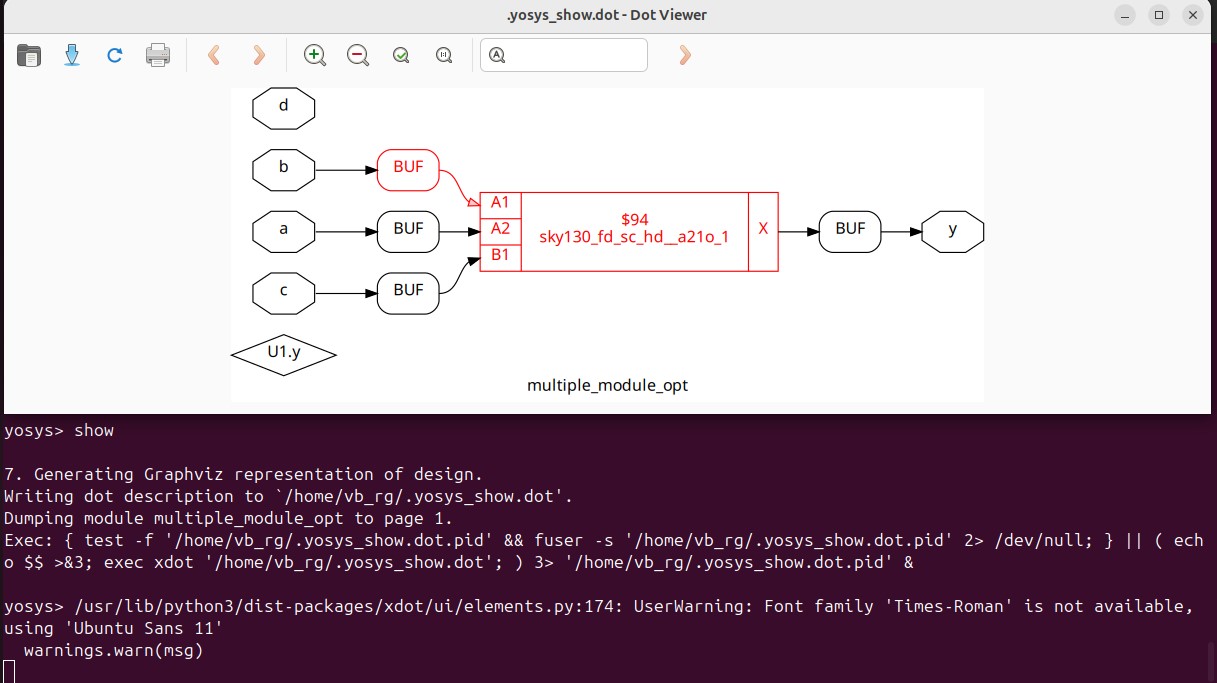 .yosys_show.dot - Dot Viewer
d
b
BUF
A1
$94
a
BUF
A2
sky130_fd_sc_hd__a21o_1
X
BUF
y
B1
c
BUF
U1.y
multiple_module_opt
yosys> show
7. Generating Graphviz representation of design.
Writing dot description to `/home/vb_rg/.yosys_show.dot'.
Dumping module multiple_module_opt to page 1.
Exec: { test -f '/home/vb_rg/.yosys_show.dot.pid' && fuser -s '/home/vb_rg/.yosys_show.dot.pid' 2> /dev/null; } || ( ech
o $$ >&3; exec xdot '/home/vb_rg/.yosys_show.dot'; ) 3> '/home/vb_rg/.yosys_show.dot.pid' &
yosys> /usr/lib/python3/dist-packages/xdot/ui/elements.py:174: UserWarning: Font family 'Times-Roman' is not available,
using 'Ubuntu Sans 11'
warnings.warn(msg)